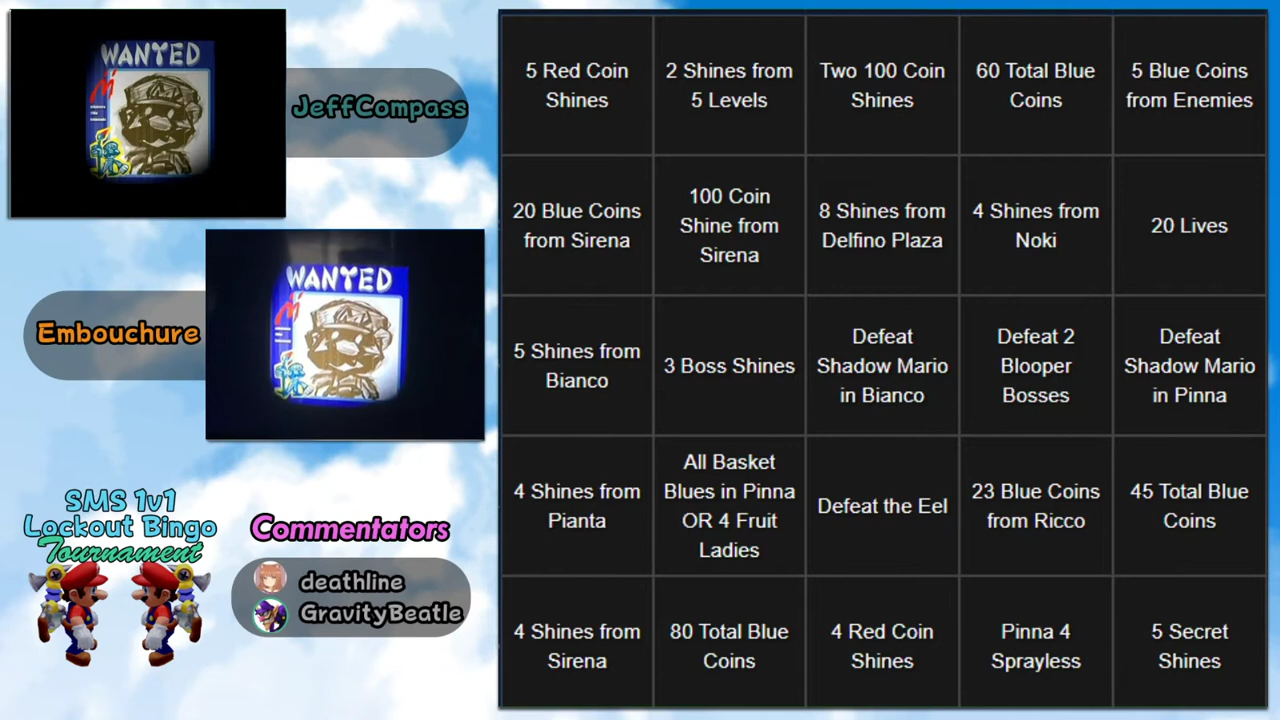 WANTED
JeffCompass
WANTED
Embouchure
SMS 1v1
Lockout Bingo
Tournament
Commentators
deathline
GravityBeatle
5 Red Coin
Shines
2 Shines from
5 Levels
Two 100 Coin
Shines
60 Total Blue
Coins
5 Blue Coins
from Enemies
20 Blue Coins
from Sirena
100 Coin
Shine from
Sirena
8 Shines from
Delfino Plaza
4 Shines from
Noki
20 Lives
5 Shines from
Bianco
3 Boss Shines
Defeat
Shadow Mario
in Bianco
Defeat 2
Blooper
Bosses
Defeat
Shadow Mario
in Pinna
4 Shines from
Pianta
All Basket
Blues in Pinna
OR 4 Fruit
Ladies
Defeat the Eel
23 Blue Coins
from Ricco
45 Total Blue
Coins
4 Shines from
Sirena
80 Total Blue
Coins
4 Red Coin
Shines
Pinna 4
Sprayless
5 Secret
Shines